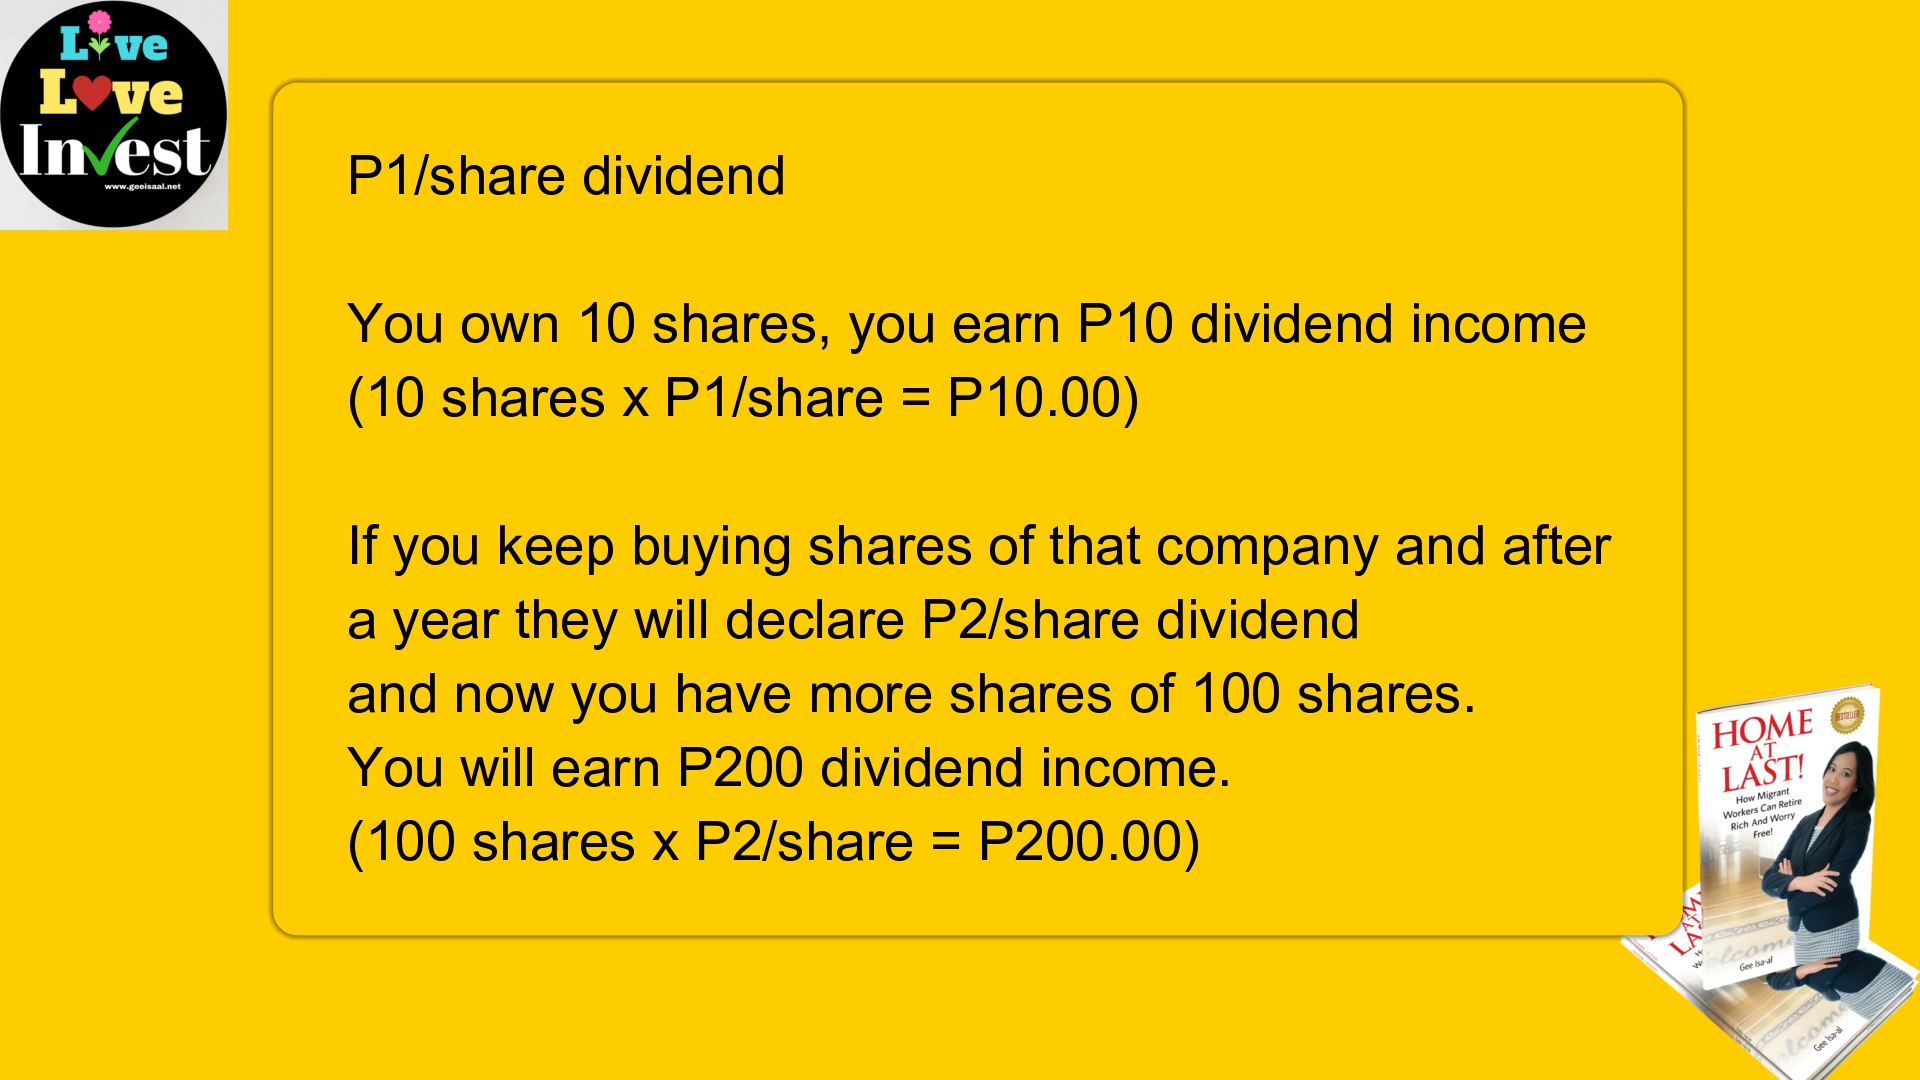 Live
Love
Invest
www.geeisaal.net
P1/share dividend
You own 10 shares, you earn P10 dividend income
(10 shares x P1/share = P10.00)
If you keep buying shares of that company and after
a year they will declare P2/share dividend
and now you have more shares of 100 shares.
You will earn P200 dividend income.
(100 shares x P2/share = P200.00)
HOME
AT
LAST!
BESTSELLER
How Migrant
Workers Can Retire
Rich And Worry
Free!
Gee Isa-al
Gee Isa-al